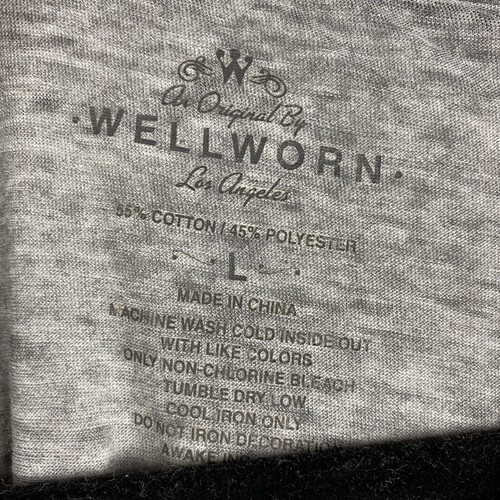 W
An Original By
·WELLWORN·
Los Angeles
55% COTTON / 45% POLYESTER
L
MADE IN CHINA
MACHINE WASH COLD INSIDE OUT
WITH LIKE COLORS
ONLY NON-CHLORINE BLEACH
TUMBLE DRY LOW
COOL IRON ONLY
DO NOT IRON DECORATION
AWAKE